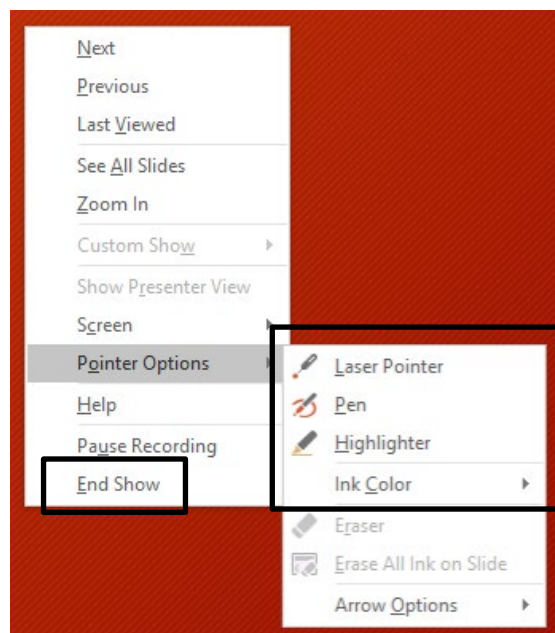 Next
Previous
Last Viewed
See All Slides
Zoom In
Custom Show
Show Presenter View
Screen
Pointer Options
Help
Pause Recording
End Show
Laser Pointer
Pen
Highlighter
Ink Color
Eraser
Erase All Ink on Slide
Arrow Options